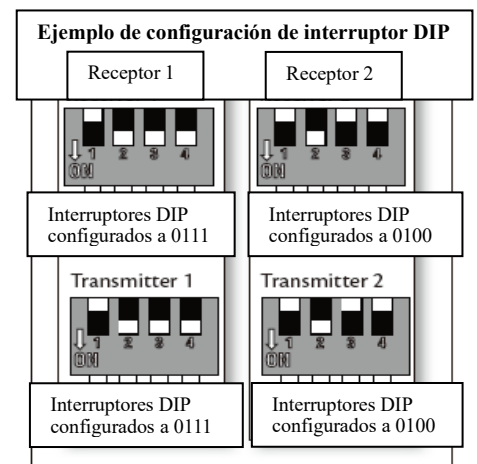 Ejemplo de configuración de interruptor DIP
Receptor 1
Receptor 2
1 2 3 4
ON
1 2 3 4
ON
Interruptores DIP
configurados a 0111
Interruptores DIP
configurados a 0100
Transmitter 1
Transmitter 2
1 2 3 4
ON
1 2 3 4
ON
Interruptores DIP
configurados a 0111
Interruptores DIP
configurados a 0100